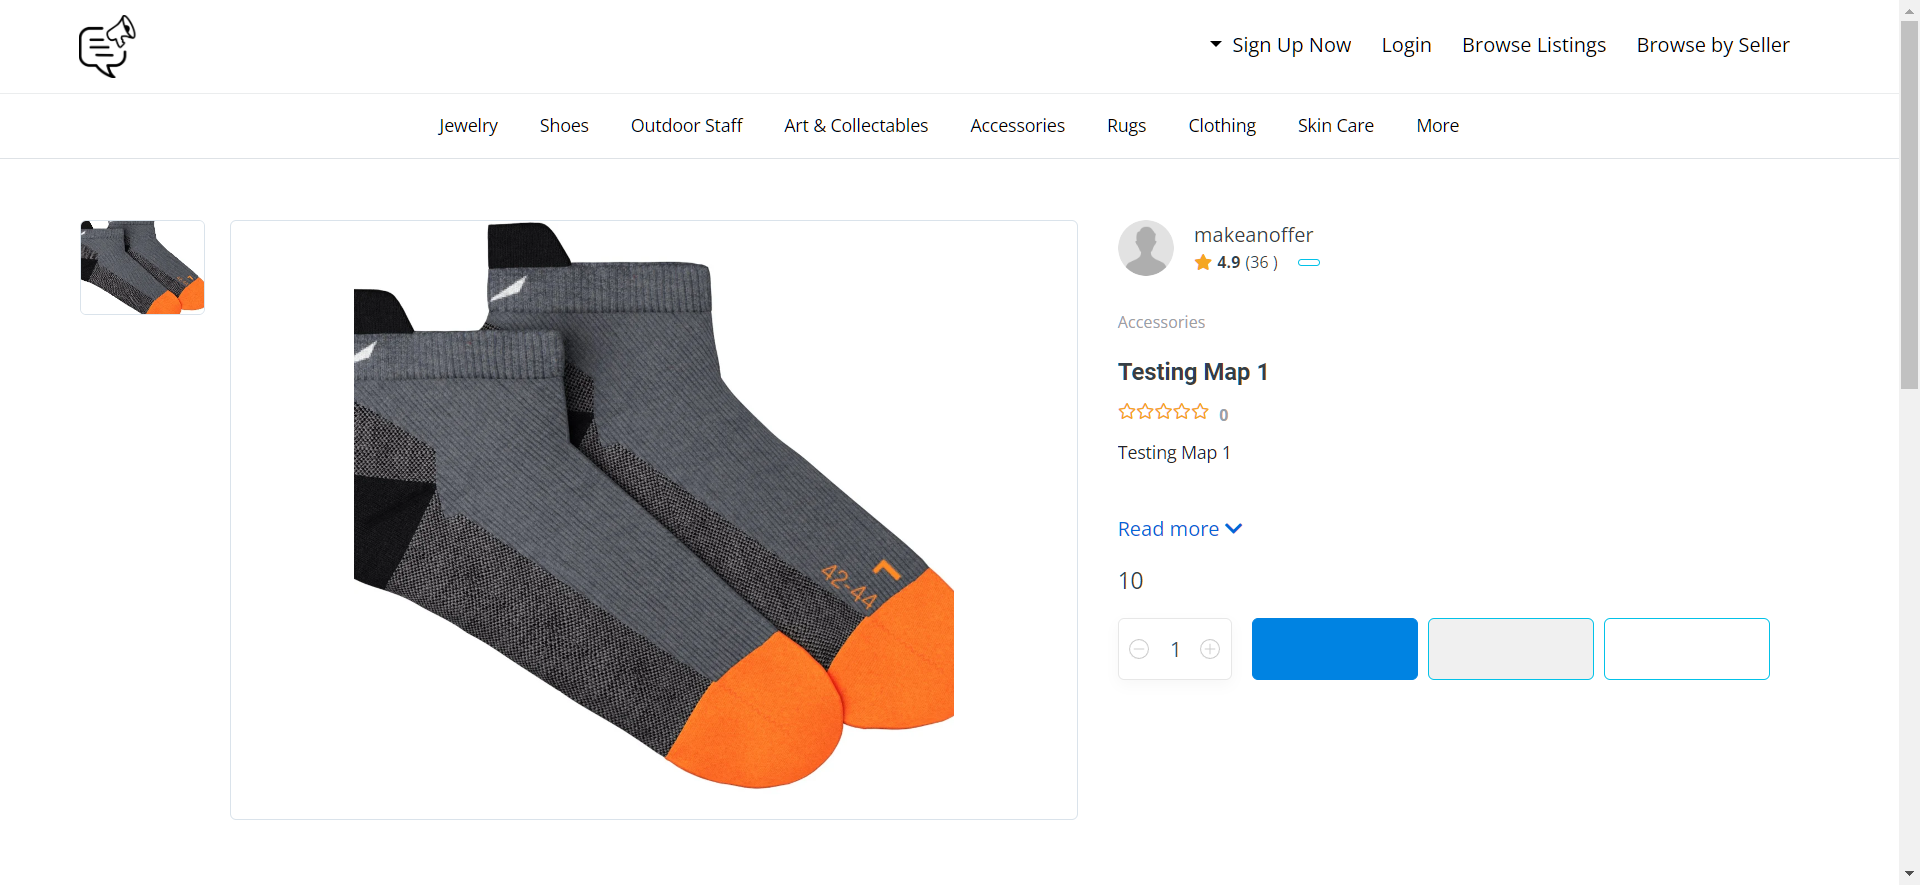 Sign Up Now Login Browse Listings Browse by Seller
Jewelry Shoes Outdoor Staff Art & Collectables Accessories Rugs Clothing Skin Care More
makeanoffer
4.9 (36 )
Accessories
Testing Map 1
0
Testing Map 1
Read more
10
1
42-44